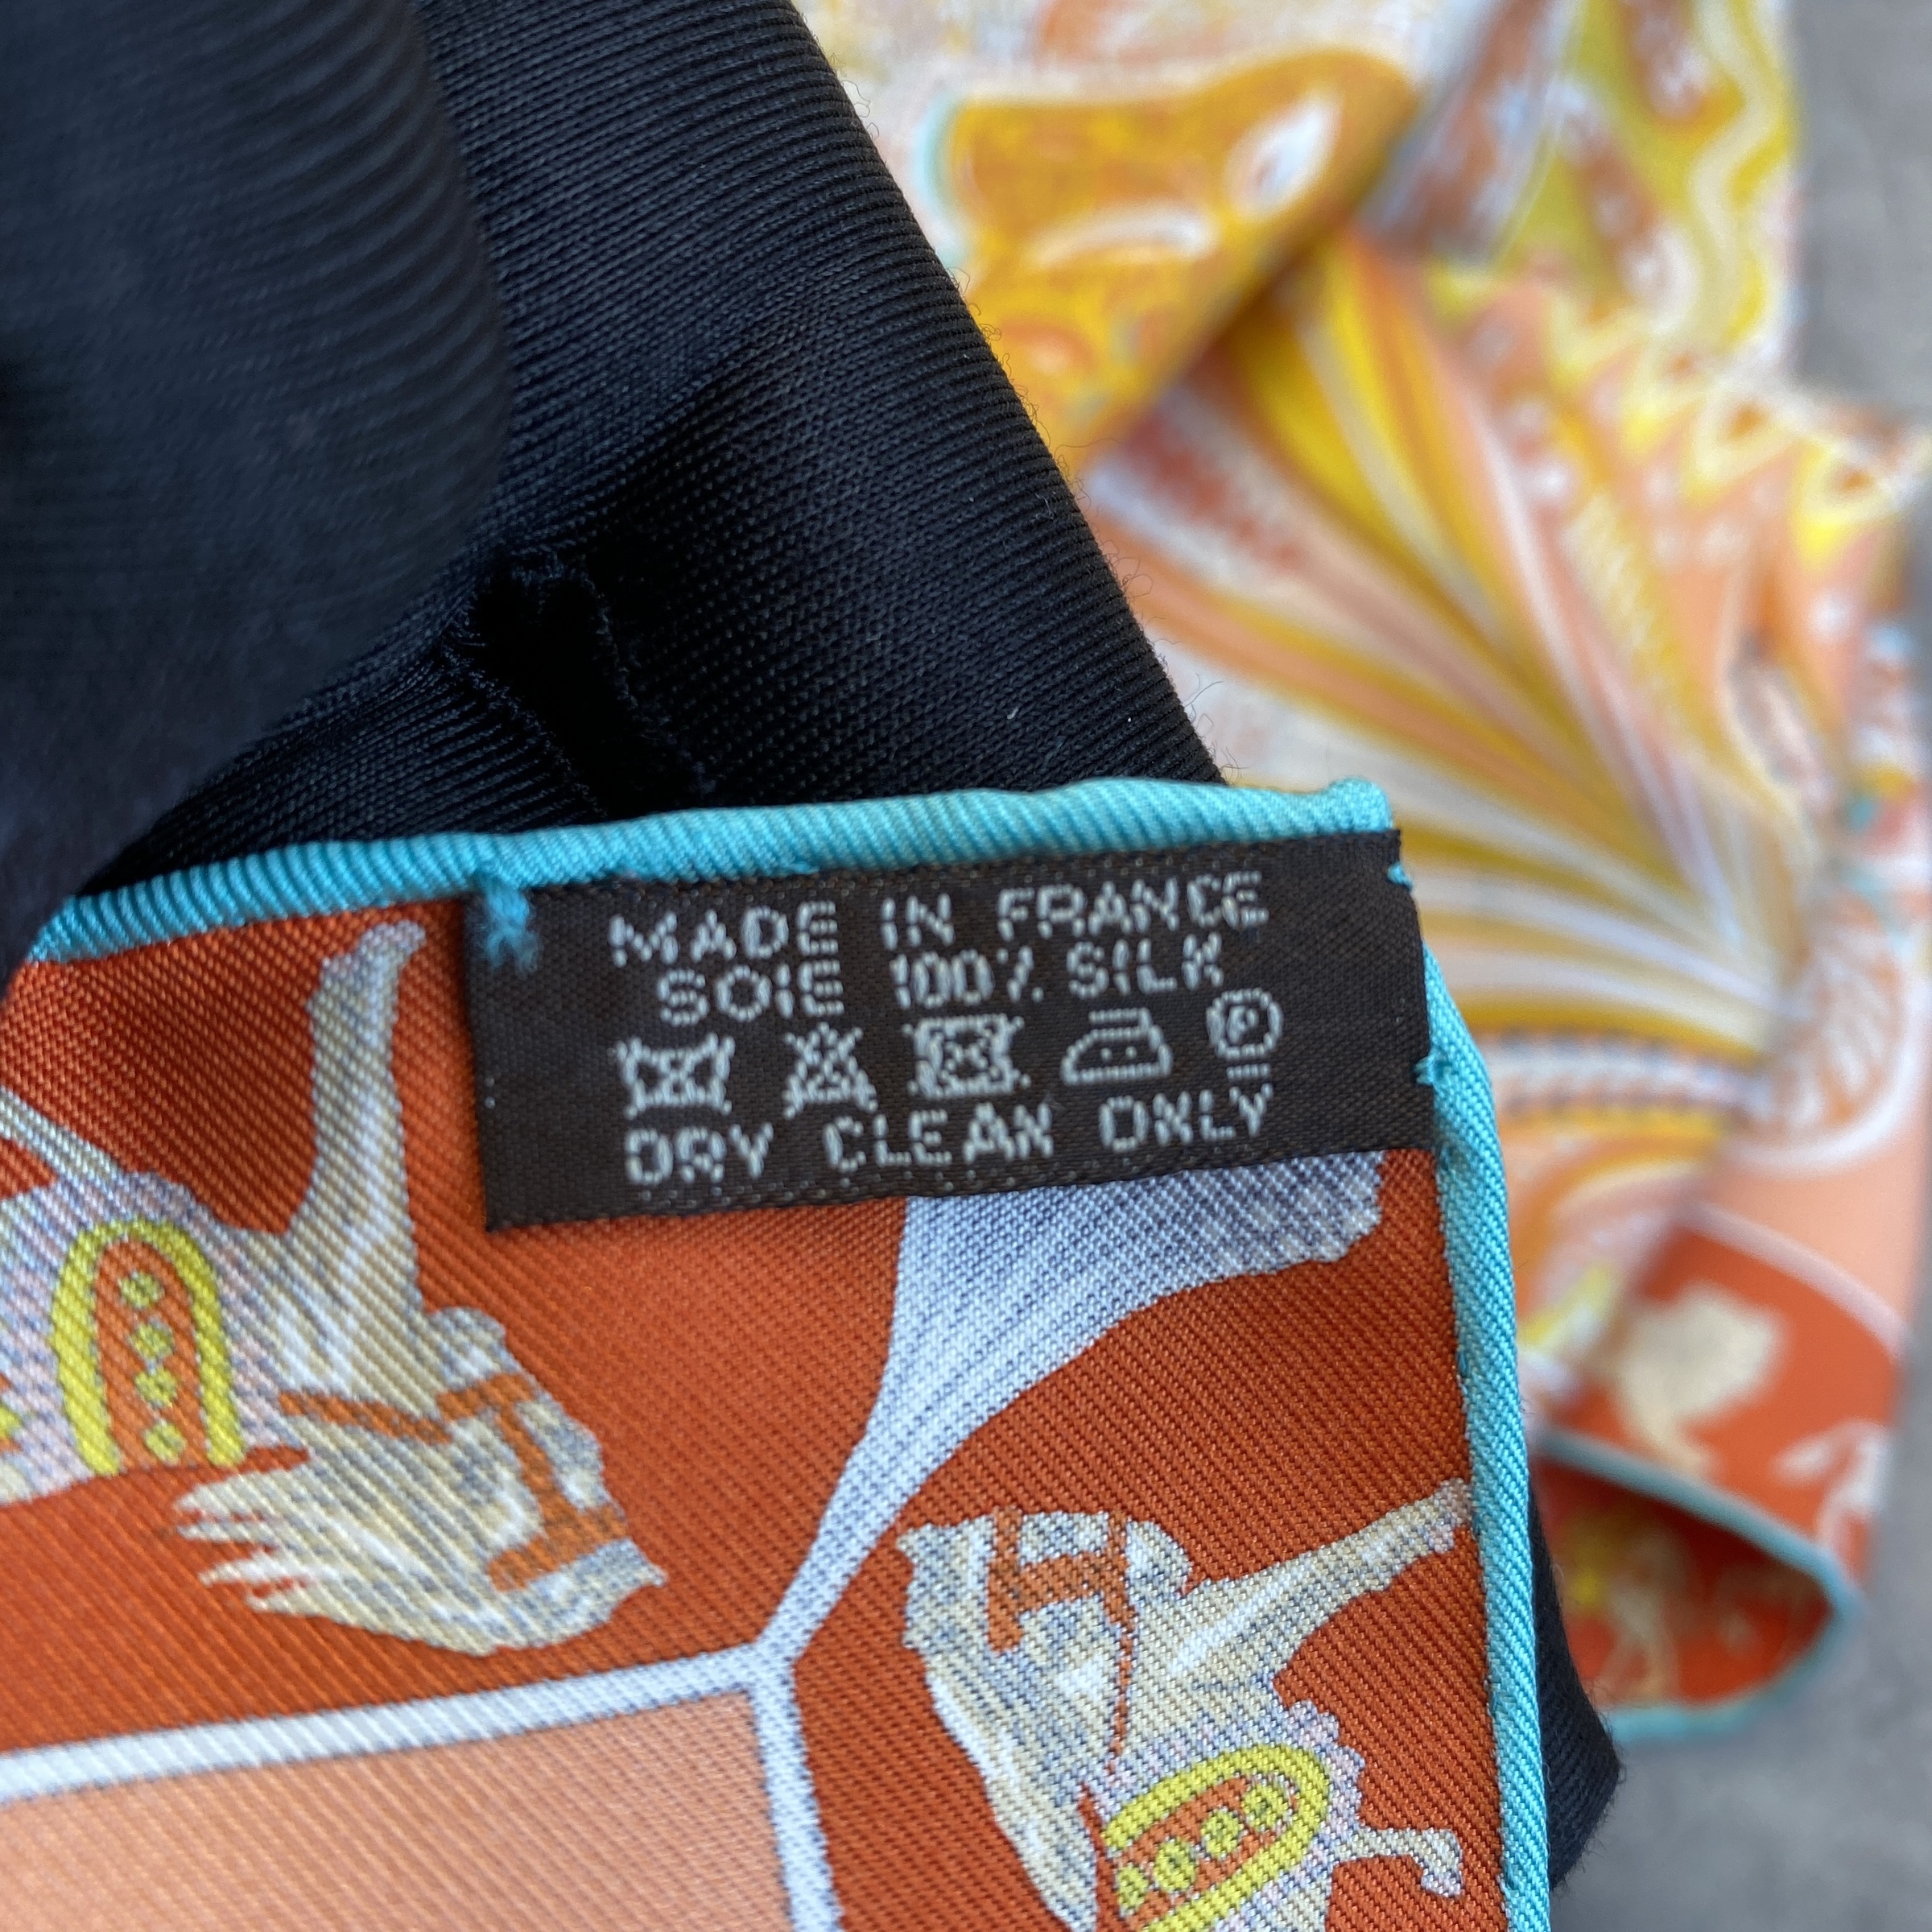 MADE IN FRANCE
SOIE 100% SILK
P
DRY CLEAN ONLY